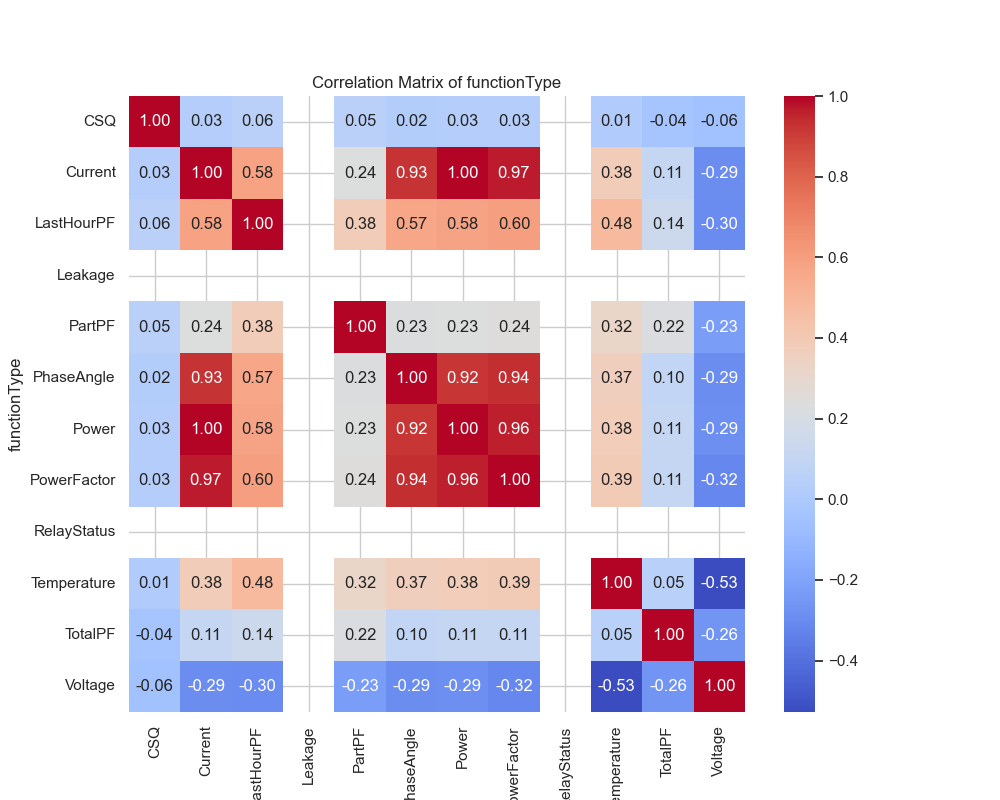 Correlation Matrix of functionType
CSQ 1.00 0.03 0.06 0.05 0.02 0.03 0.03 0.01 -0.04 -0.06
Current 0.03 1.00 0.58 0.24 0.93 1.00 0.97 0.38 0.11 -0.29
LastHourPF 0.06 0.58 1.00 0.38 0.57 0.58 0.60 0.48 0.14 -0.30
Leakage
PartPF 0.05 0.24 0.38 1.00 0.23 0.23 0.24 0.32 0.22 -0.23
PhaseAngle 0.02 0.93 0.57 0.23 1.00 0.92 0.94 0.37 0.10 -0.29
Power 0.03 1.00 0.58 0.23 0.92 1.00 0.96 0.38 0.11 -0.29
PowerFactor 0.03 0.97 0.60 0.24 0.94 0.96 1.00 0.39 0.11 -0.32
RelayStatus
Temperature 0.01 0.38 0.48 0.32 0.37 0.38 0.39 1.00 0.05 -0.53
TotalPF -0.04 0.11 0.14 0.22 0.10 0.11 0.11 0.05 1.00 -0.26
Voltage -0.06 -0.29 -0.30 -0.23 -0.29 -0.29 -0.32 -0.53 -0.26 1.00
functionType
CSQ
Current
astHourPF
Leakage
PartPF
haseAngle
Power
owerFactor
elayStatus
emperature
TotalPF
Voltage
1.0
0.8
0.6
0.4
0.2
0.0
−0.2
−0.4